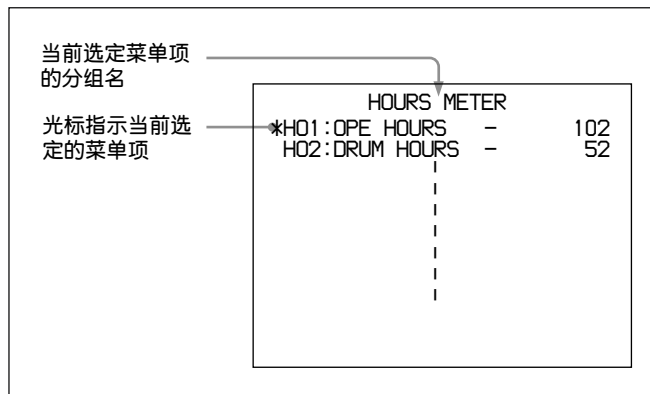 当前选定菜单项
的分组名
光标指示当前选
定的菜单项
HOURS METER
*H01:OPE HOURS - 102
H02:DRUM HOURS - 52